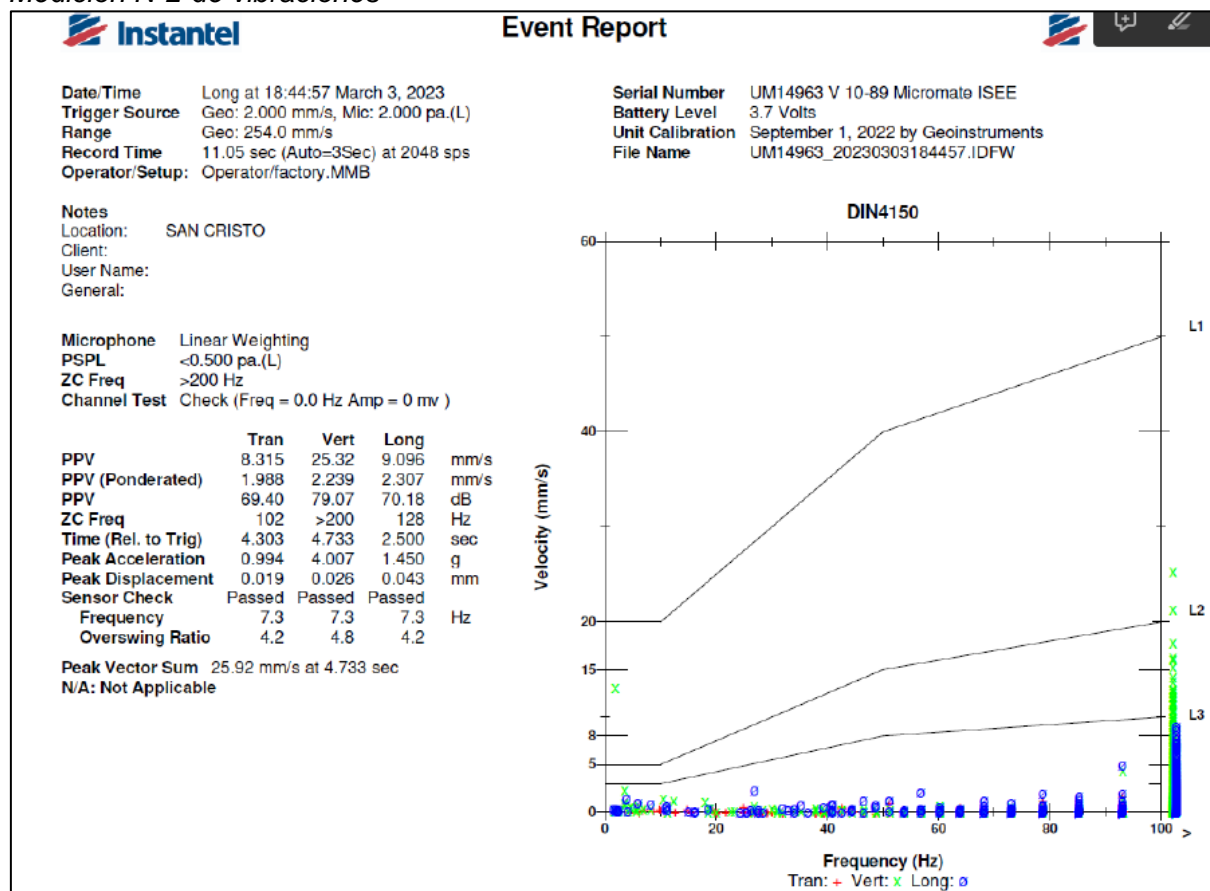 Medición N°2 de vibraciones
Instantel
Event Report
Date/Time Long at 18:44:57 March 3, 2023
Trigger Source Geo: 2.000 mm/s, Mic: 2.000 pa.(L)
Range Geo: 254.0 mm/s
Record Time 11.05 sec (Auto=3Sec) at 2048 sps
Operator/Setup: Operator/factory.MMB
Serial Number UM14963 V 10-89 Micromate ISEE
Battery Level 3.7 Volts
Unit Calibration September 1, 2022 by Geoinstruments
File Name UM14963_20230303184457.IDFW
Notes
Location: SAN CRISTO
Client:
User Name:
General:
Microphone Linear Weighting
PSPL <0.500 pa.(L)
ZC Freq >200 Hz
Channel Test Check (Freq = 0.0 Hz Amp = 0 mv )
Tran Vert Long
PPV 8.315 25.32 9.096 mm/s
PPV (Ponderated) 1.988 2.239 2.307 mm/s
PPV 69.40 79.07 70.18 dB
ZC Freq 102 >200 128 Hz
Time (Rel. to Trig) 4.303 4.733 2.500 sec
Peak Acceleration 0.994 4.007 1.450 g
Peak Displacement 0.019 0.026 0.043 mm
Sensor Check Passed Passed Passed
Frequency 7.3 7.3 7.3 Hz
Overswing Ratio 4.2 4.8 4.2
Peak Vector Sum 25.92 mm/s at 4.733 sec
N/A: Not Applicable
DIN4150
60
L1
40
Velocity (mm/s)
20
L2
15
L3
8
5
0
0 20 40 60 80 100 >
Frequency (Hz)
Tran: + Vert: x Long: ø